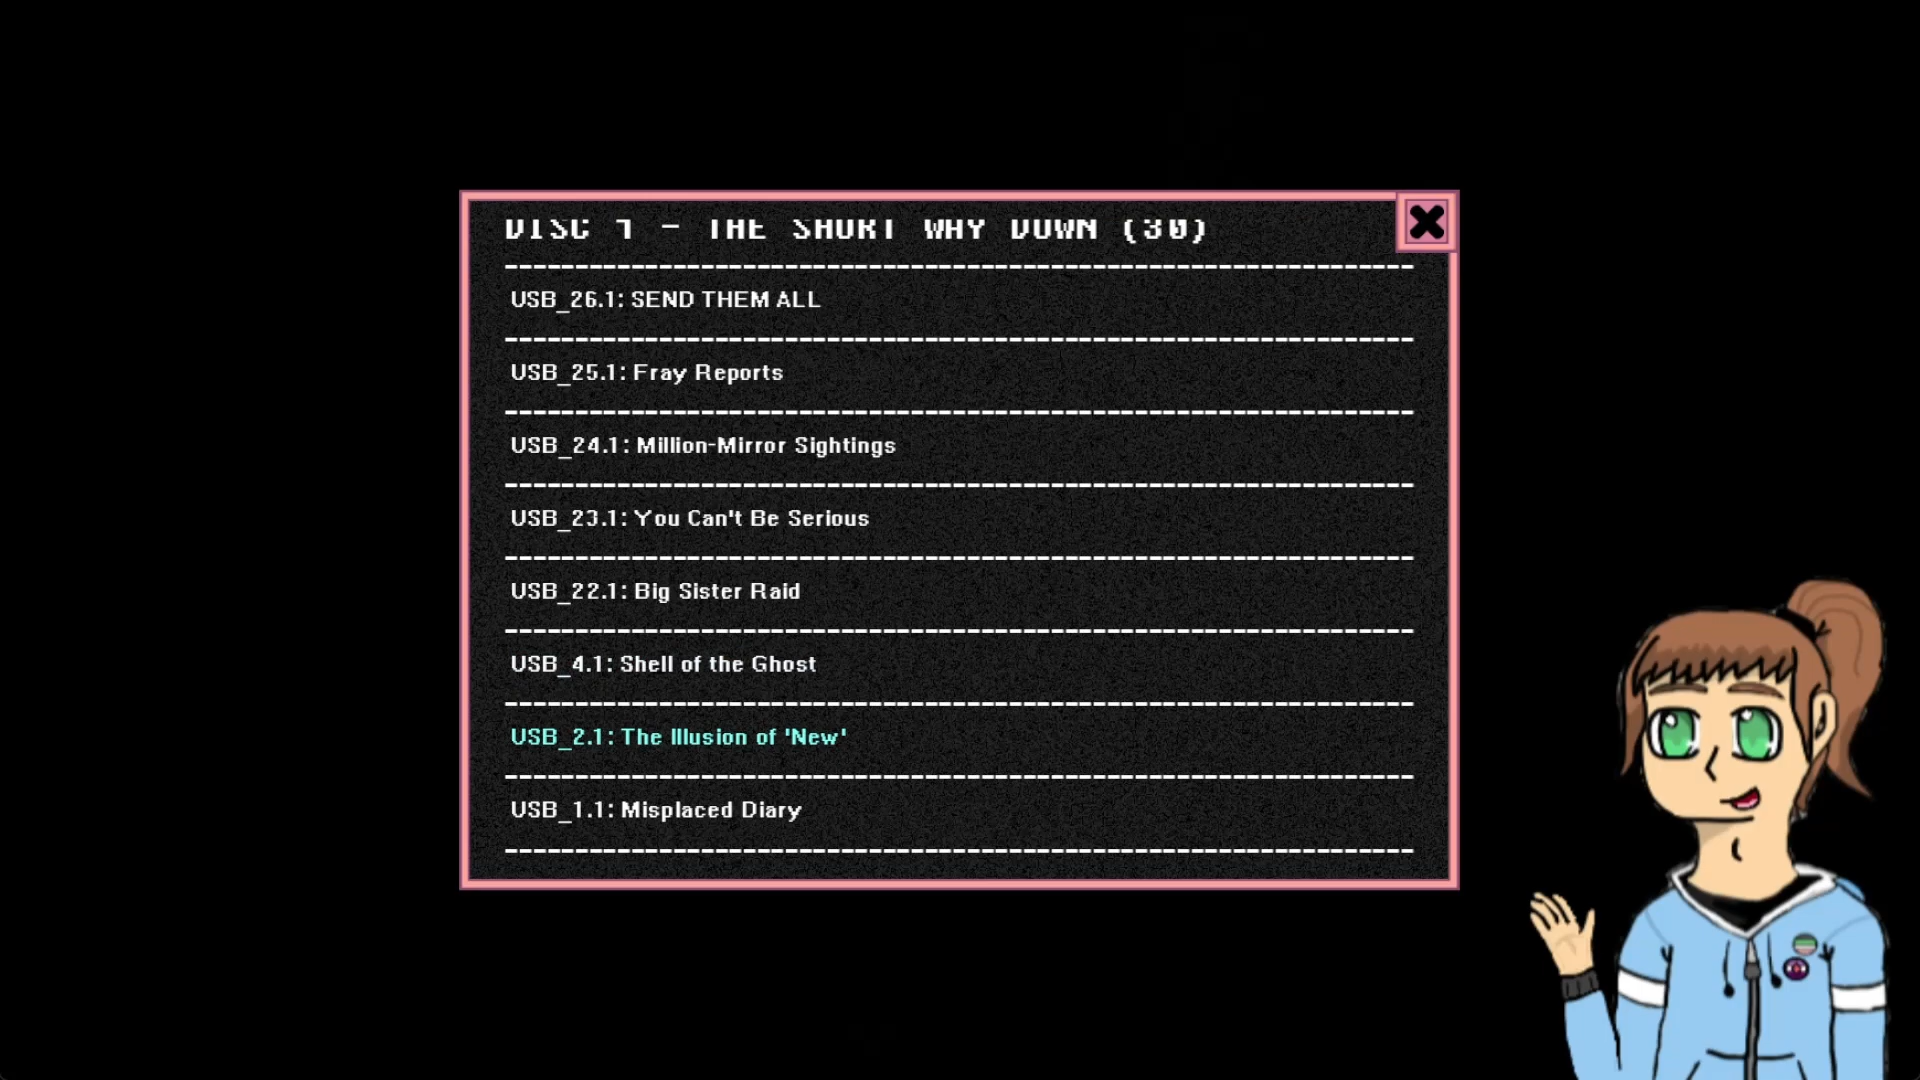 DISC 1 - THE SHORT WHY DOWN (30)
USB_26.1: SEND THEM ALL
USB_25.1: Fray Reports
USB_24.1: Million-Mirror Sightings
USB_23.1: You Can't Be Serious
USB_22.1: Big Sister Raid
USB_4.1: Shell of the Ghost
USB_2.1: The Illusion of 'New'
USB_1.1: Misplaced Diary